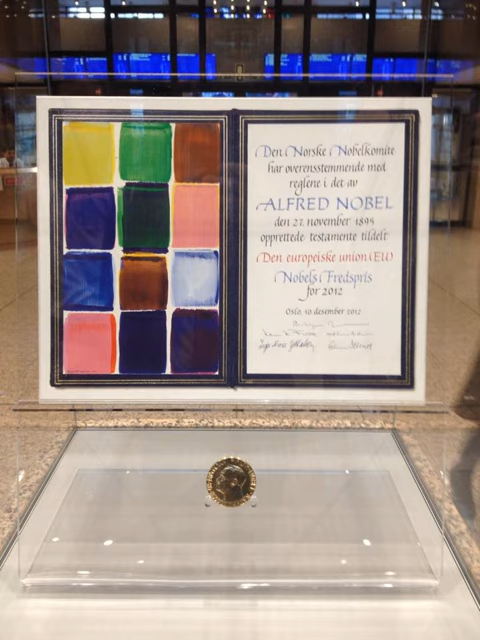 Den Norske Nobelkomite
har overensstemmende med
reglene i det av
ALFRED NOBEL
den 27. november 1895
opprettede testamente tildelt
Den europeiske union (EU)
Nobels Fredspris
for 2012
Oslo, 10 desember 2012